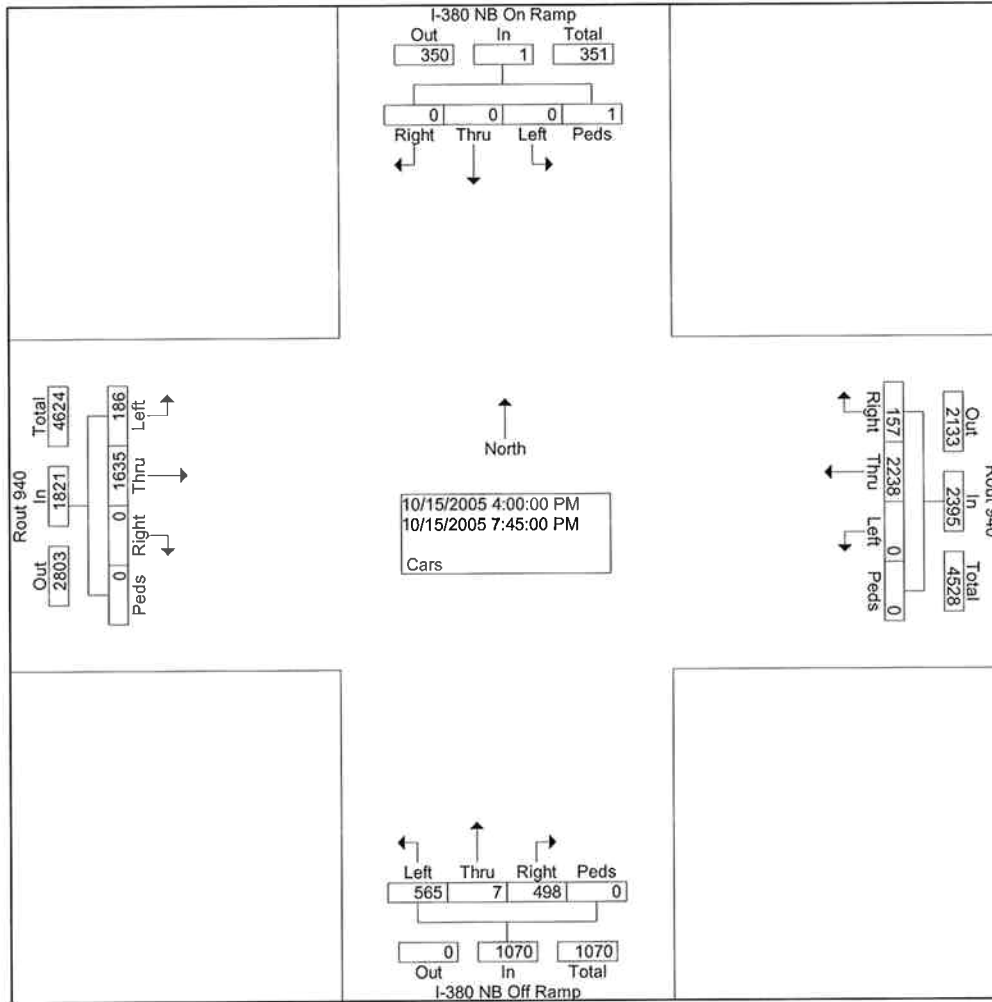 I-380 NB On Ramp
Out In Total
350 1 351
0 0 0 1
Right Thru Left Peds
Rout 940
Total In Out
4624 1821 2803
186 1635 0 0
Left Thru Right Peds
North
10/15/2005 4:00:00 PM
10/15/2005 7:45:00 PM
Cars
Rout 940
Out In Total
2133 2395 4528
157 2238 0 0
Right Thru Left Peds
Left Thru Right Peds
565 7 498 0
0 1070 1070
Out In Total
I-380 NB Off Ramp